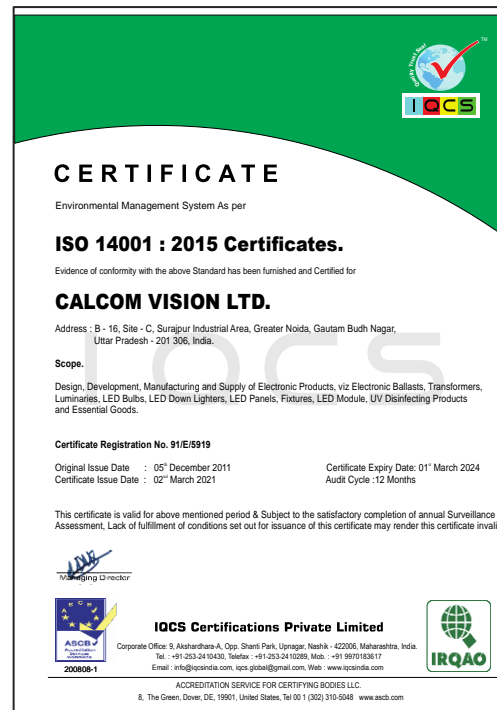 Quality Trust Seal
TM
IQCS
CERTIFICATE
Environmental Management System As per
ISO 14001 : 2015 Certificates.
Evidence of conformity with the above Standard has been furnished and Certified for
CALCOM VISION LTD.
Address : B - 16, Site - C, Surajpur Industrial Area, Greater Noida, Gautam Budh Nagar,
Uttar Pradesh - 201 306, India.
IQCS
Scope.
Design, Development, Manufacturing and Supply of Electronic Products, viz Electronic Ballasts, Transformers,
Luminaries, LED Bulbs, LED Down Lighters, LED Panels, Fixtures, LED Module, UV Disinfecting Products
and Essential Goods.
Certificate Registration No. 91/E/5919
Original Issue Date : 05th December 2011 Certificate Expiry Date: 01st March 2024
Certificate Issue Date : 02nd March 2021 Audit Cycle :12 Months
This certificate is valid for above mentioned period & Subject to the satisfactory completion of annual Surveillance
Assessment, Lack of fulfillment of conditions set out for issuance of this certificate may render this certificate invali
Managing Director
ASCB
200808-1
IQCS Certifications Private Limited
Corporate Office: 9, Akshardhara-A, Opp. Shanti Park, Upnagar, Nashik - 422006, Maharashtra, India.
Tel. : +91-253-2410430, Telefax : +91-253-2410289, Mob. : +91 9970183617
Email : info@iqcsindia.com, iqcs.global@gmail.com, Web : www.iqcsindia.com
IRQAO
ACCREDITATION SERVICE FOR CERTIFYING BODIES LLC.
8, The Green, Dover, DE, 19901, United States, Tel 00 1 (302) 310-5048 www.ascb.com